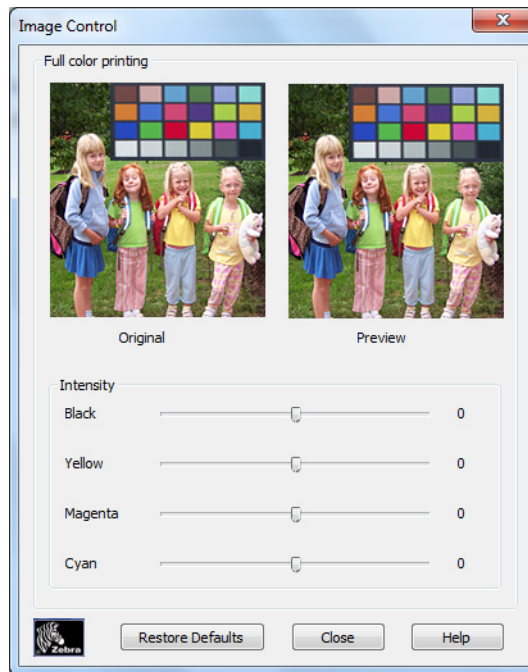 Image Control
Full color printing
Original
Preview
Intensity
Black 0
Yellow 0
Magenta 0
Cyan 0
Zebra
Restore Defaults
Close
Help